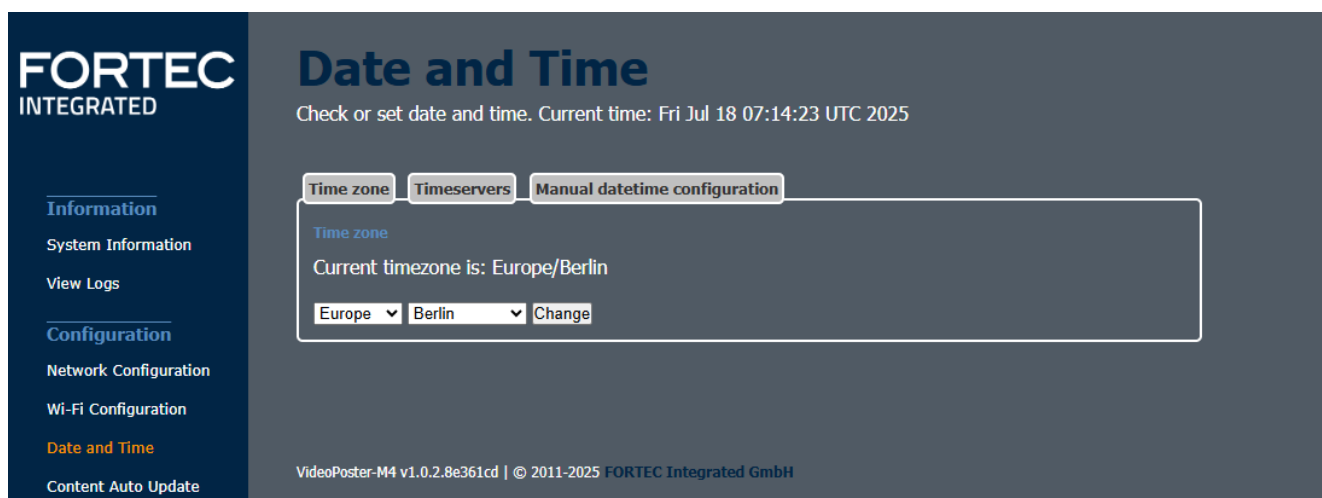 FORTEC
INTEGRATED
Information
System Information
View Logs
Configuration
Network Configuration
Wi-Fi Configuration
Date and Time
Content Auto Update
Date and Time
Check or set date and time. Current time: Fri Jul 18 07:14:23 UTC 2025
Time zone Timeservers Manual datetime configuration
Time zone
Current timezone is: Europe/Berlin
Europe Berlin Change
VideoPoster-M4 v1.0.2.8e361cd | © 2011-2025 FORTEC Integrated GmbH